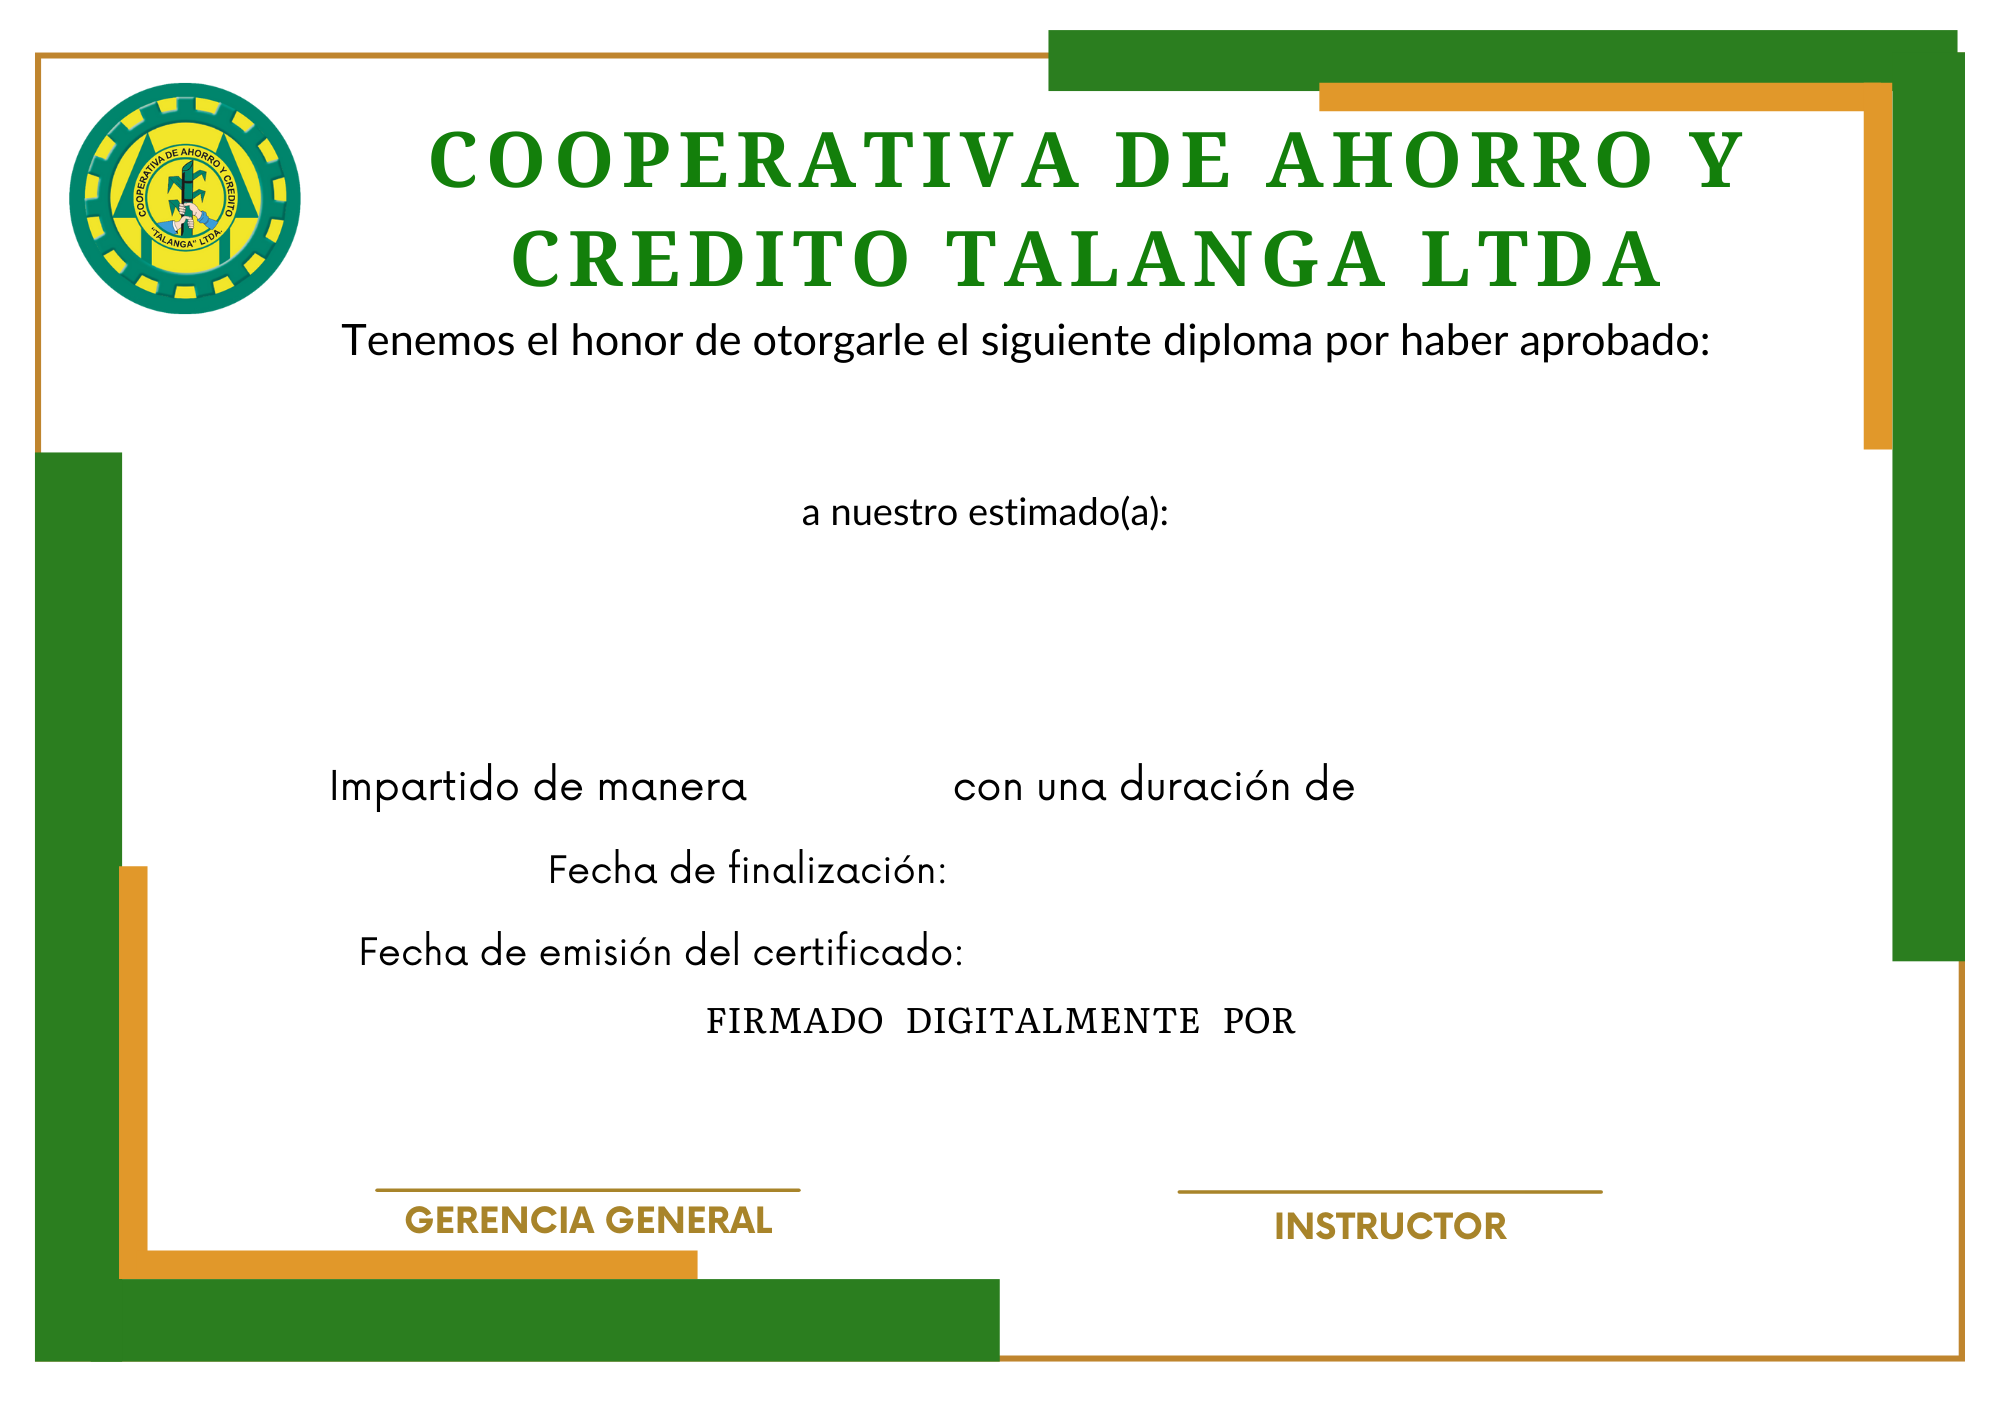 COOPERATIVA DE AHORRO Y CREDITO
"TALANGA" LTDA.
COOPERATIVA DE AHORRO Y
CREDITO TALANGA LTDA
Tenemos el honor de otorgarle el siguiente diploma por haber aprobado:
a nuestro estimado(a):
Impartido de manera con una duración de
Fecha de finalización:
Fecha de emisión del certificado:
FIRMADO DIGITALMENTE POR
GERENCIA GENERAL
INSTRUCTOR